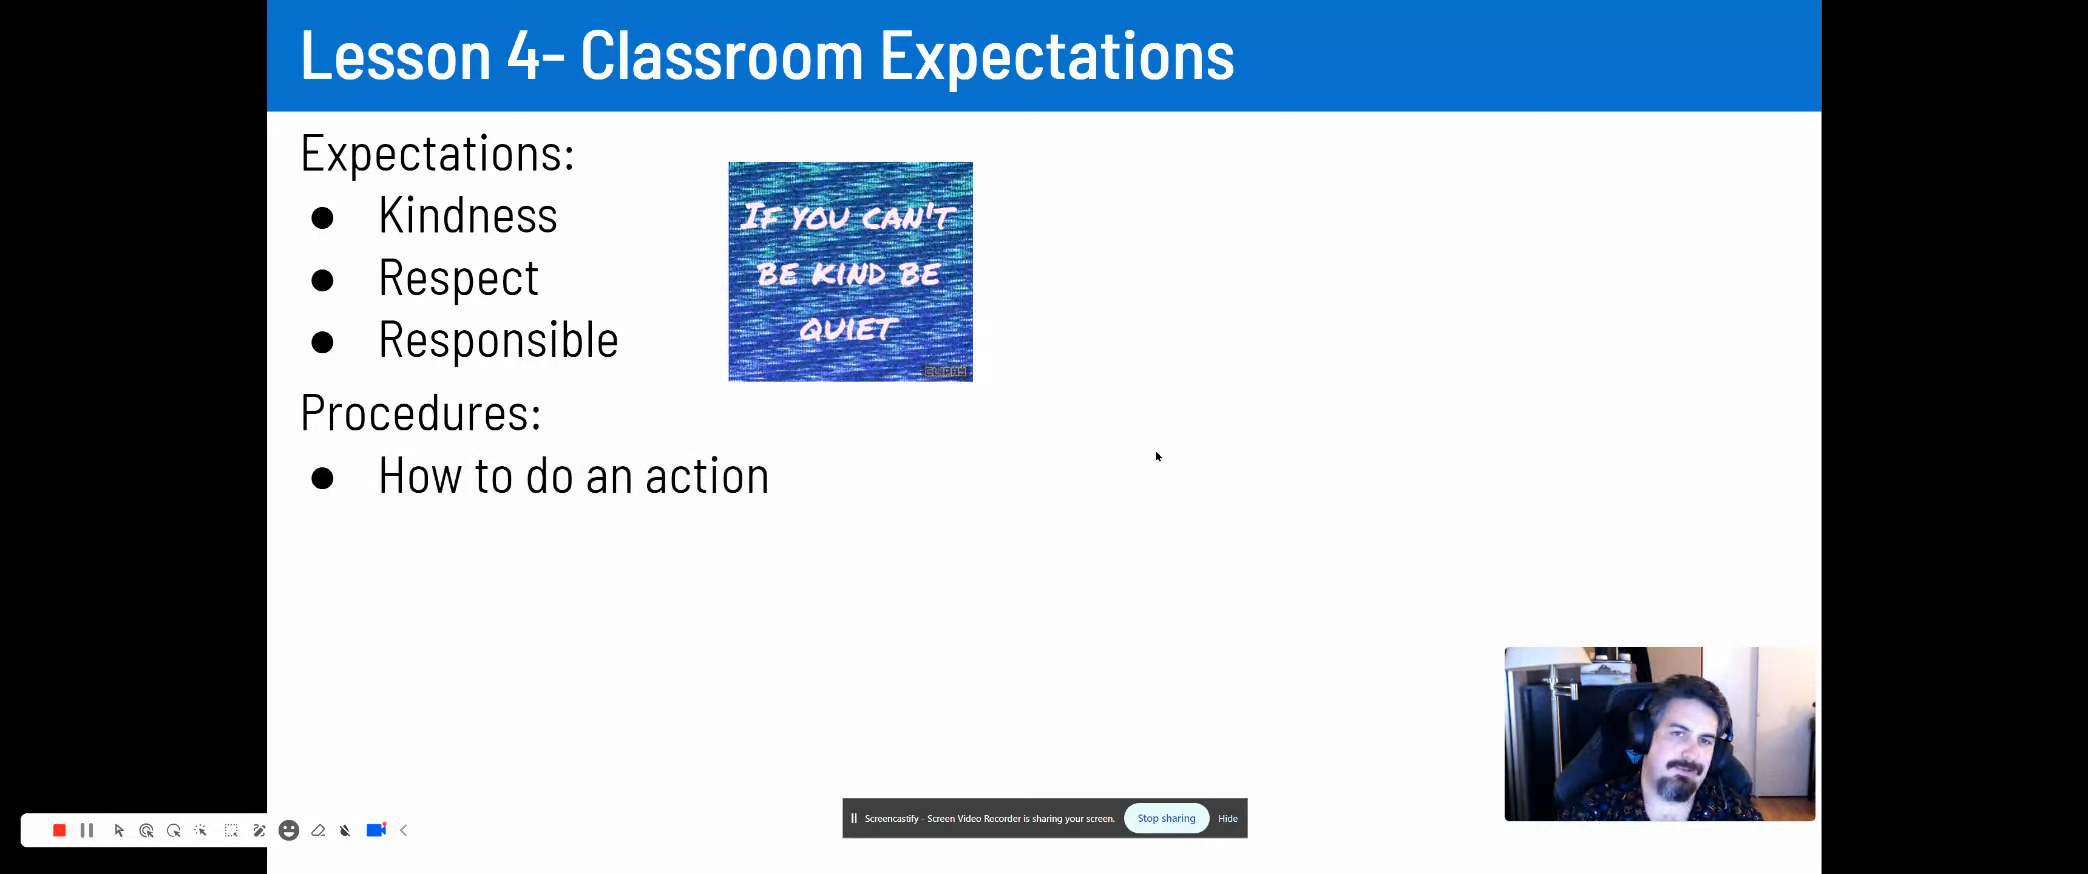 Lesson 4- Classroom Expectations
Expectations:
● Kindness
● Respect
● Responsible
IF YOU CAN'T
BE KIND BE
QUIET
CLIPHY
Procedures:
● How to do an action
Screencastify - Screen Video Recorder is sharing your screen.
Stop sharing
Hide